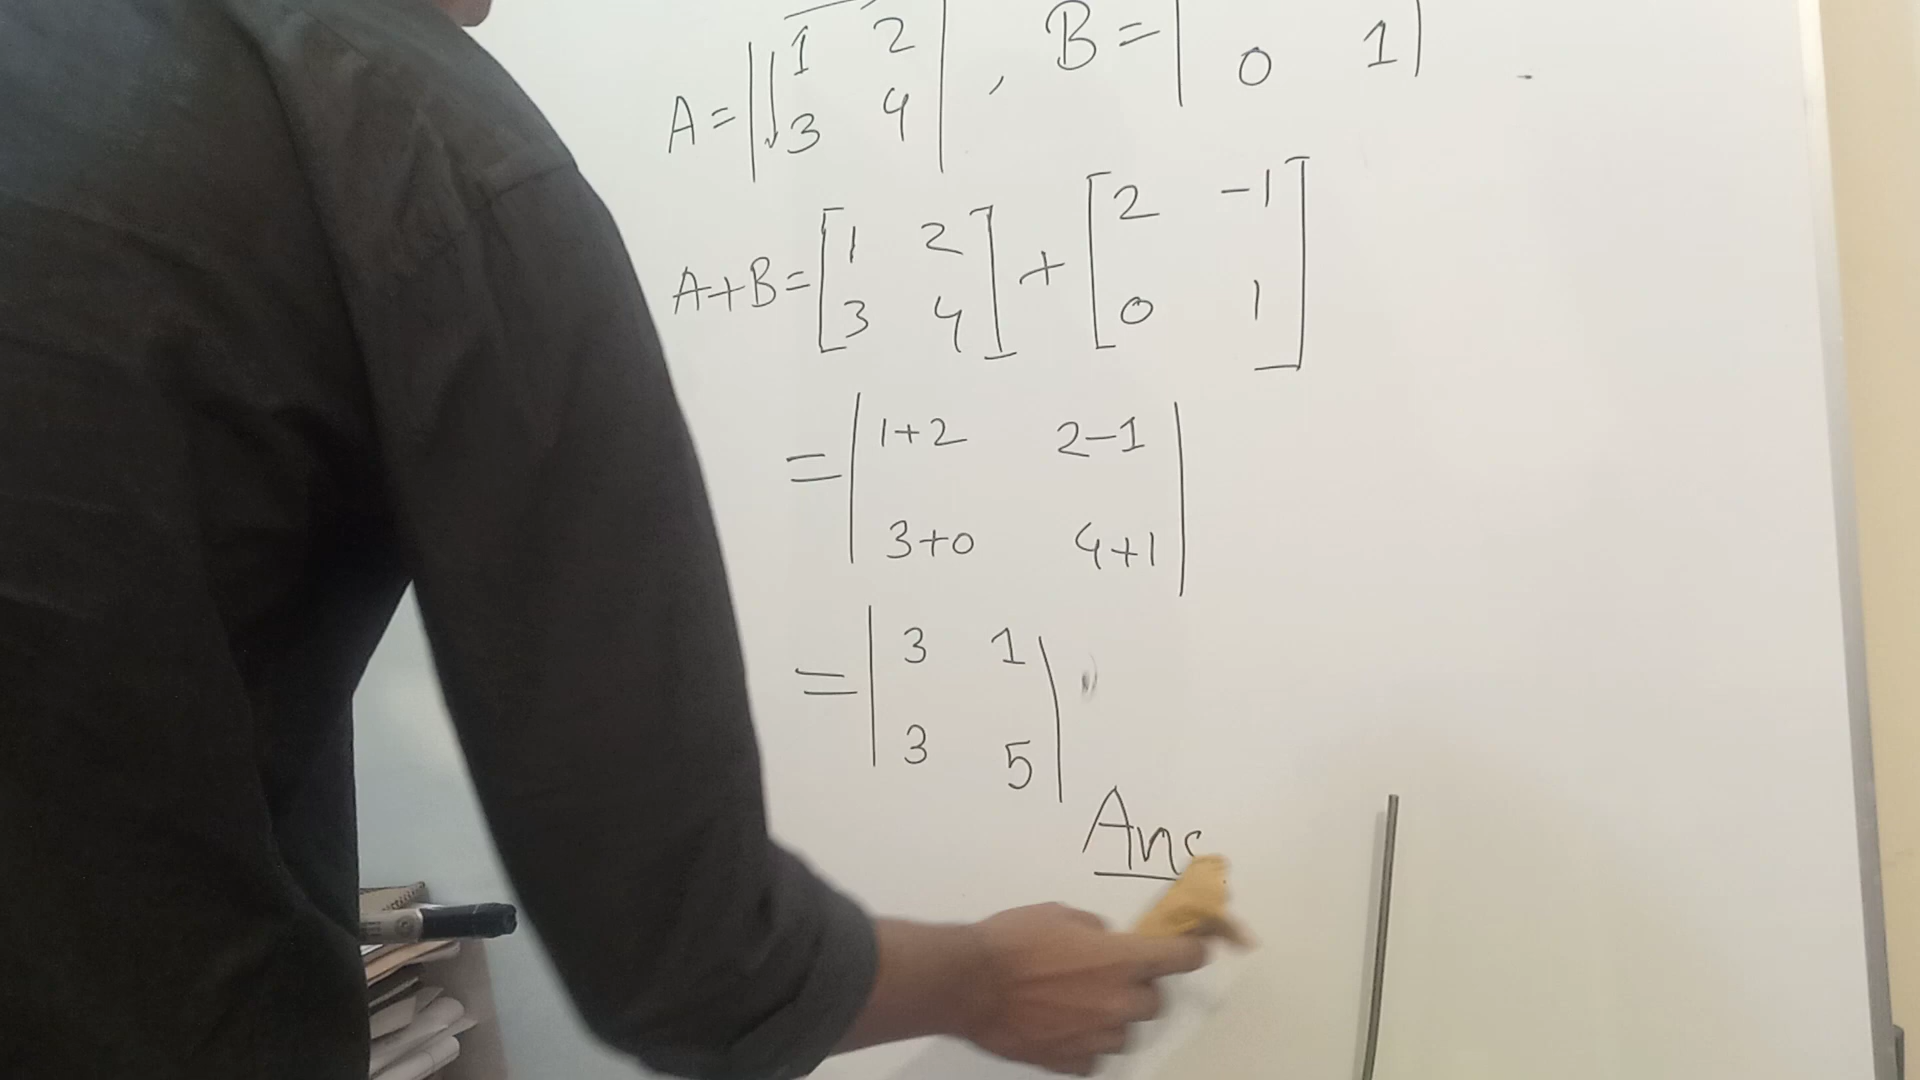 A = | 1 2 | , B = |
| 3 4 | | 0 1 |
A+B = [ 1 2 ] + [ 2 -1 ]
[ 3 4 ] [ 0 1 ]
= | 1+2 2-1 |
| 3+0 4+1 |
= | 3 1 |
| 3 5 |
Ans